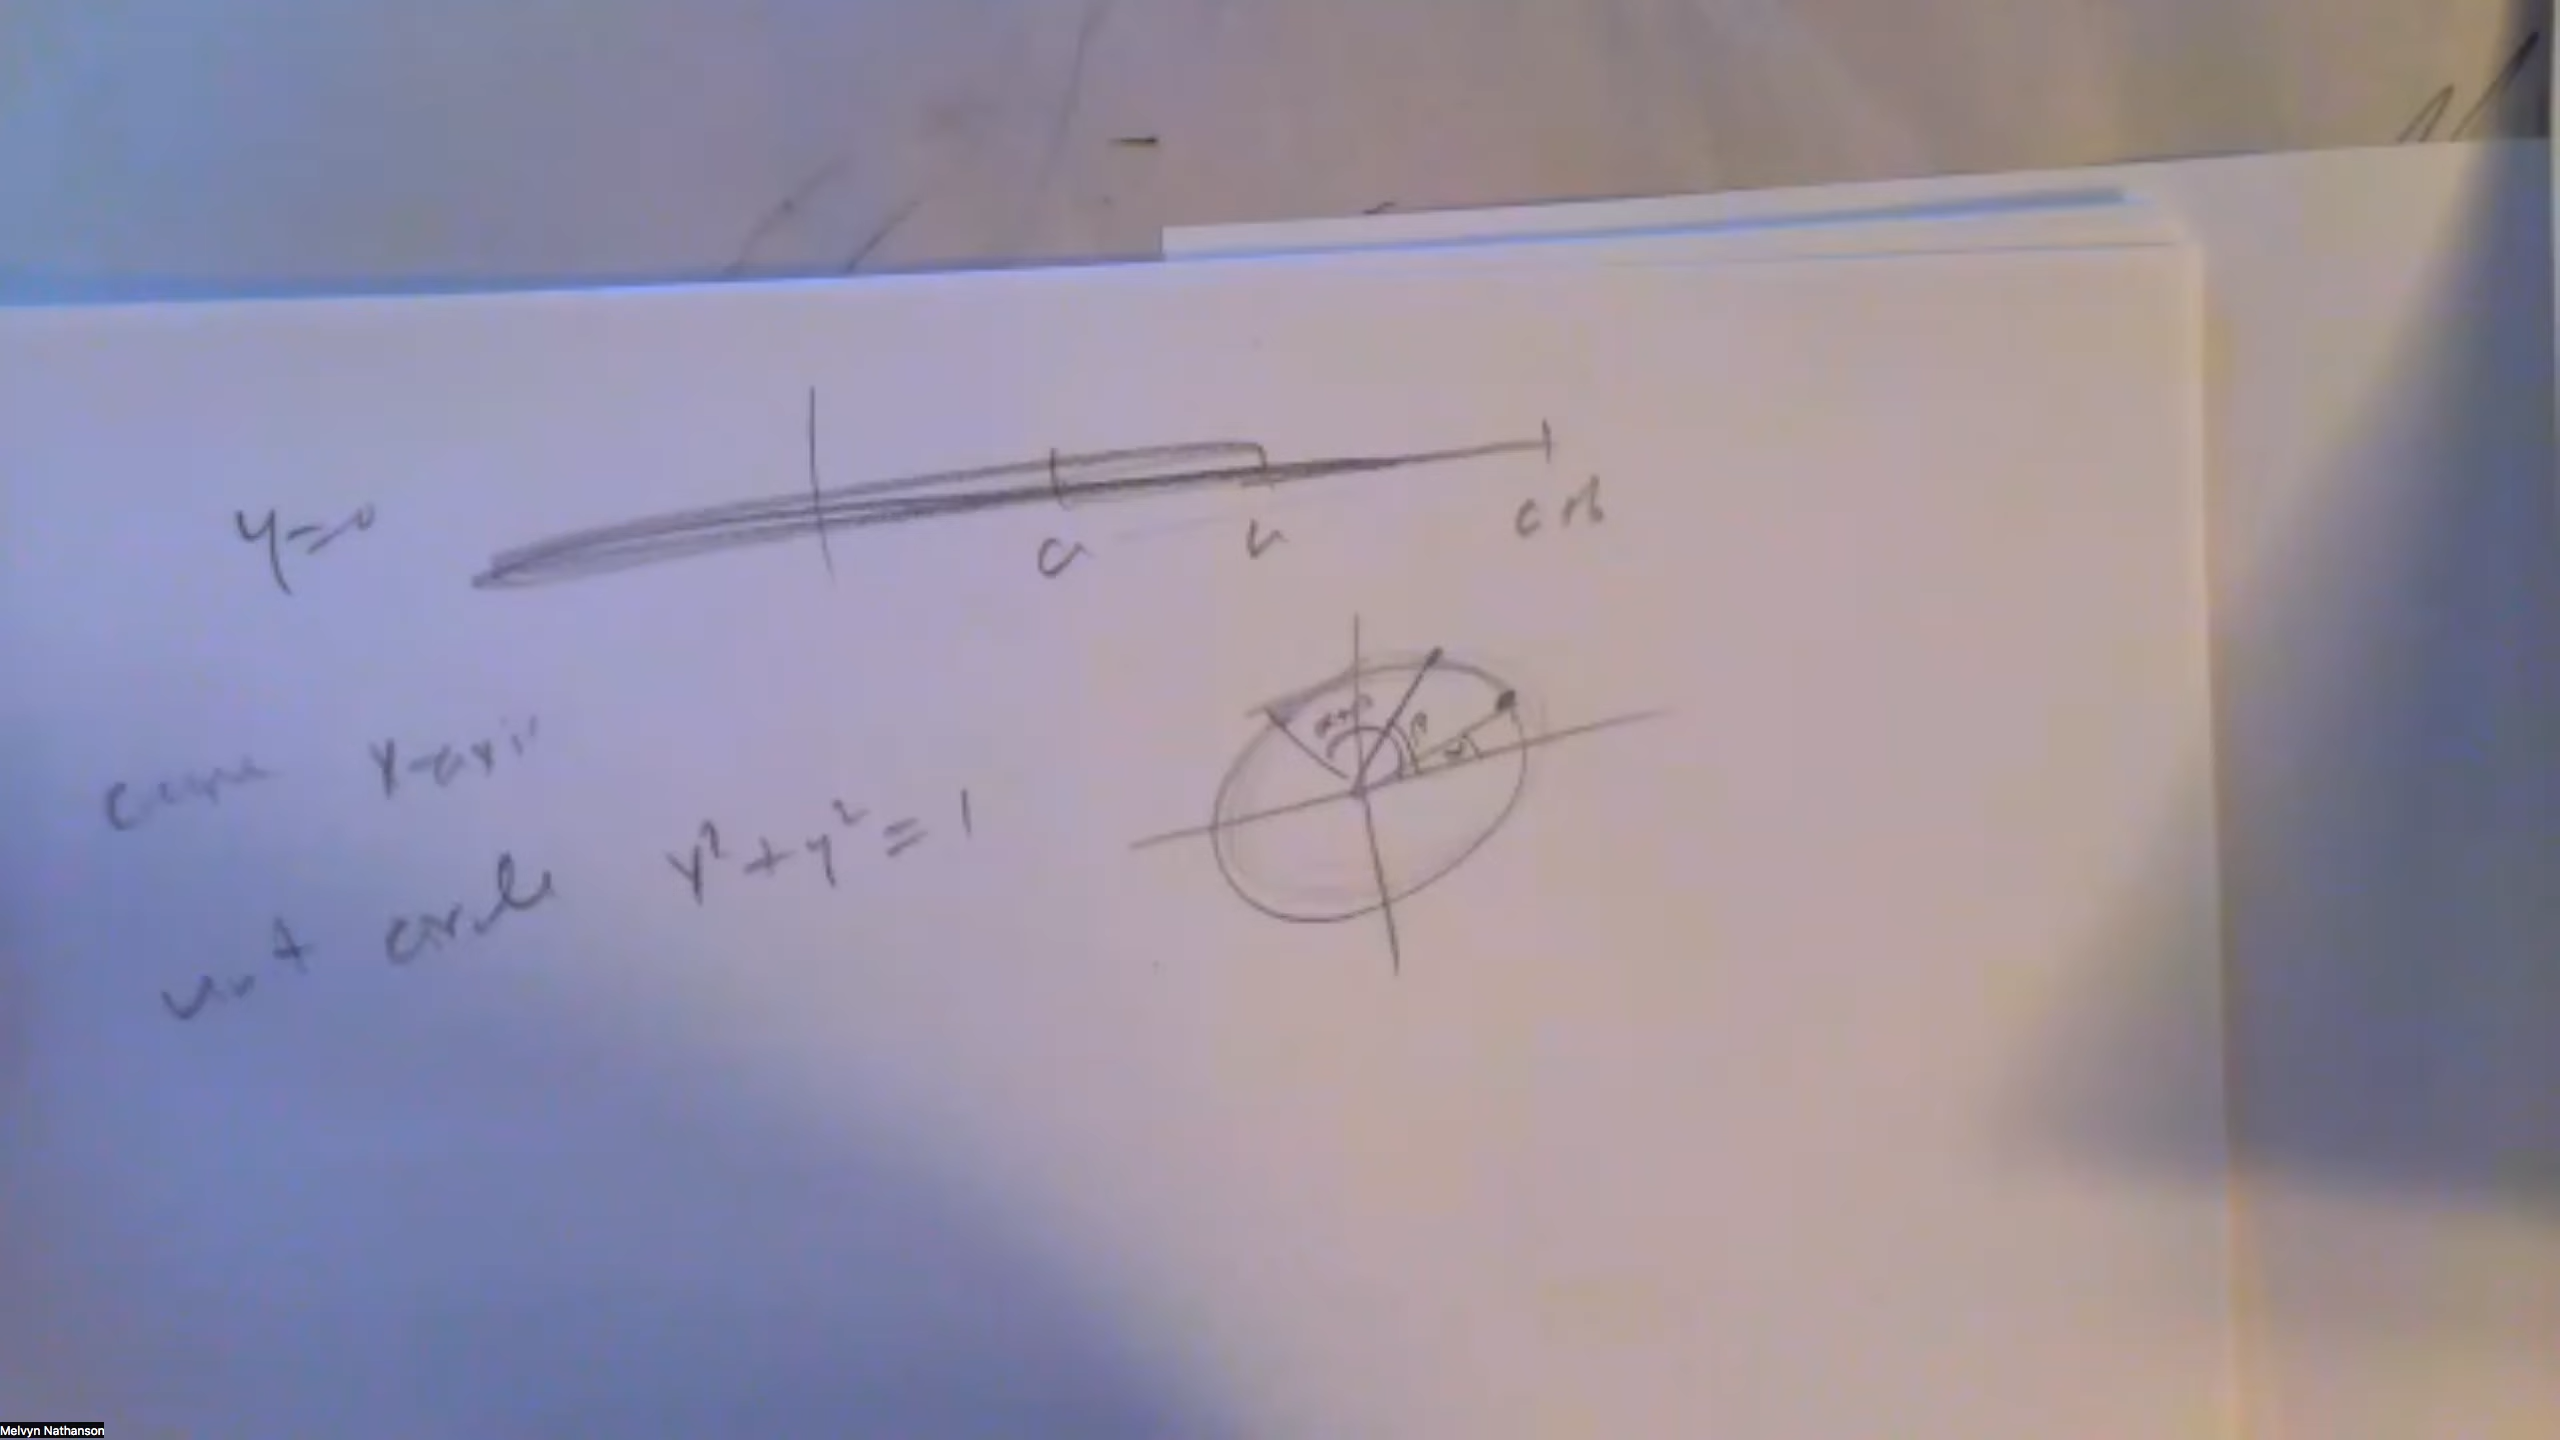 y=0
a
a+b
α+β
β
α
x-axis
unit circle x²+y²=1
Melvyn Nathanson